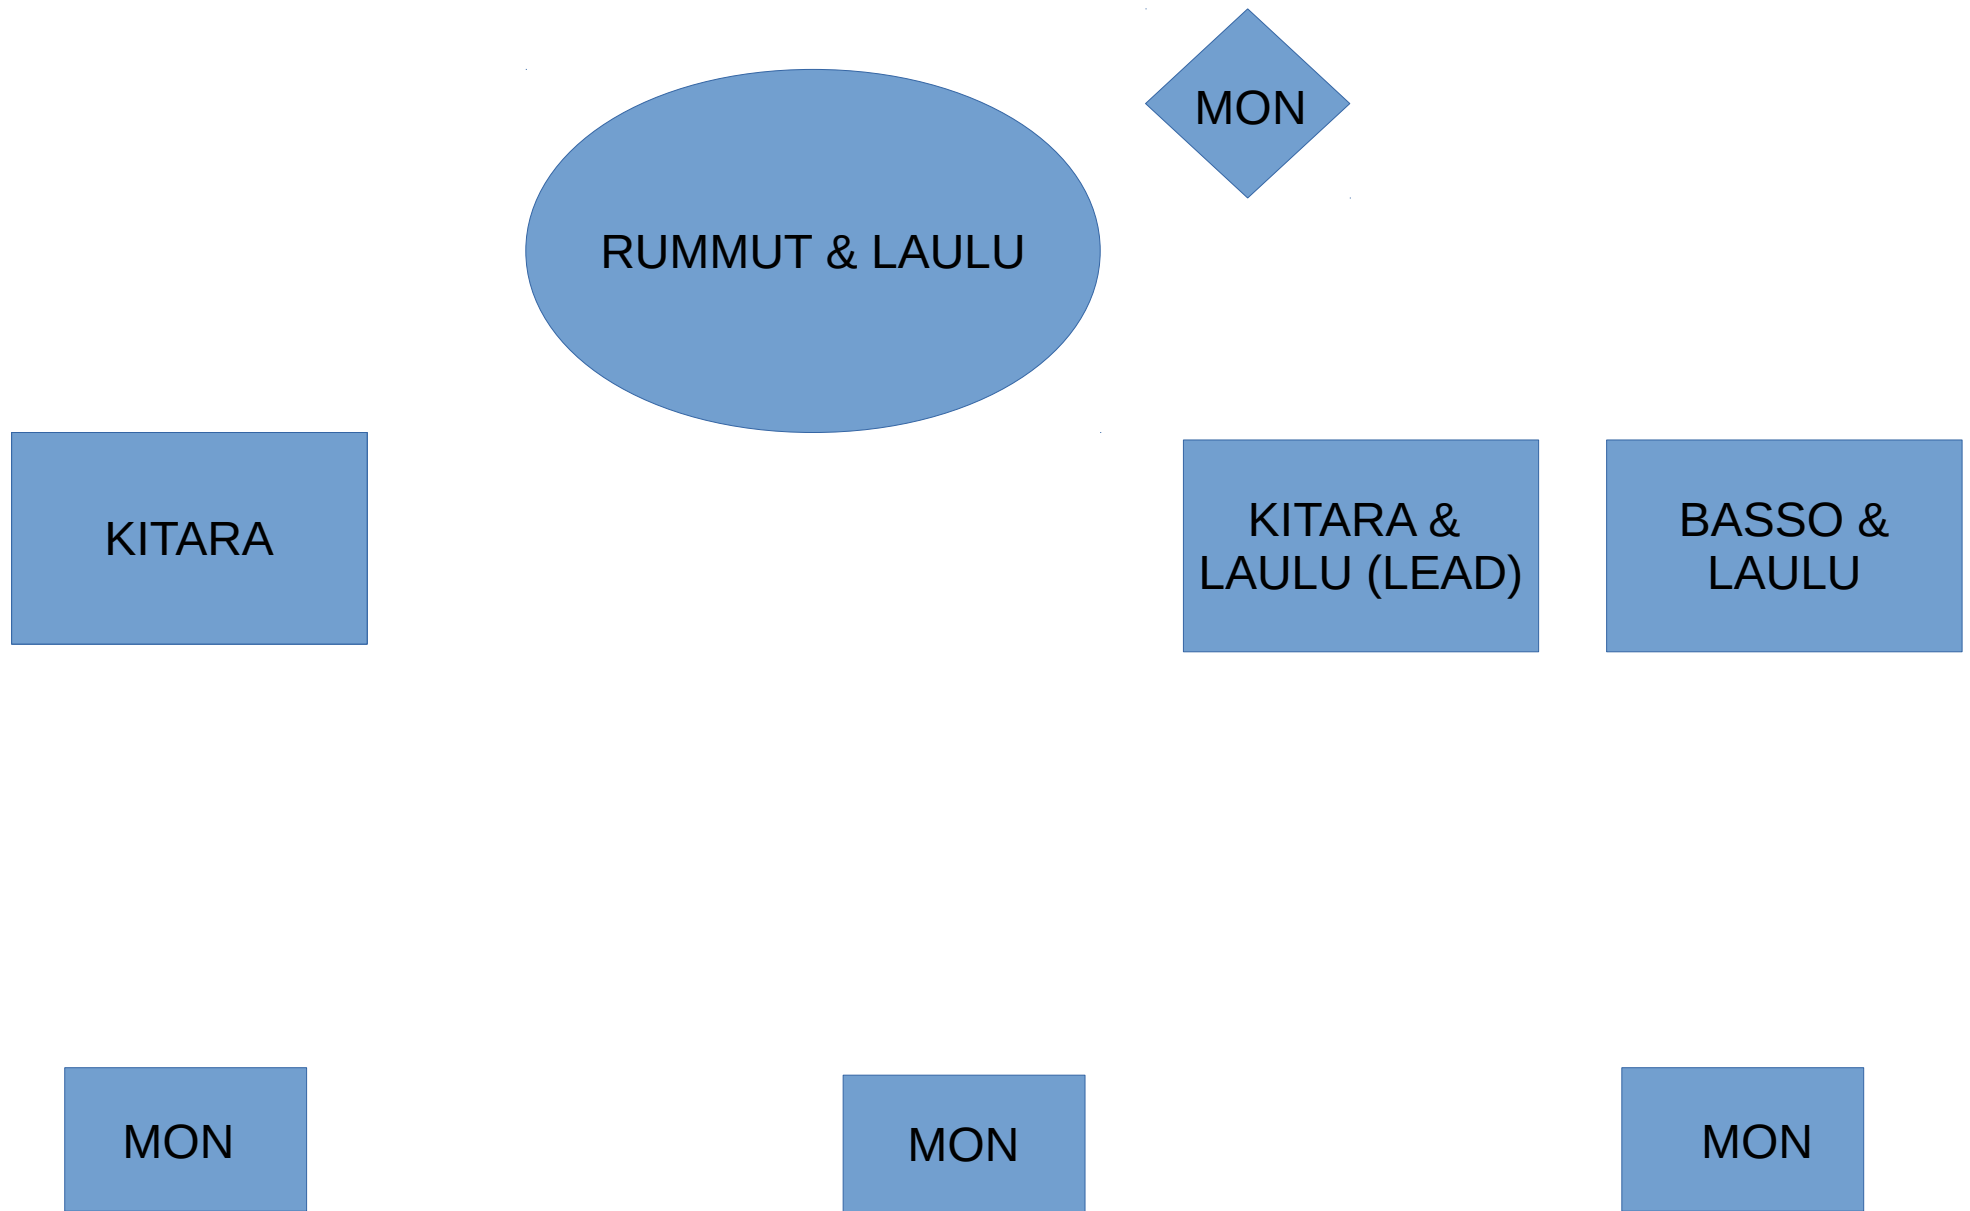 MON
RUMMUT & LAULU
KITARA
KITARA &
LAULU (LEAD)
BASSO &
LAULU
MON
MON
MON